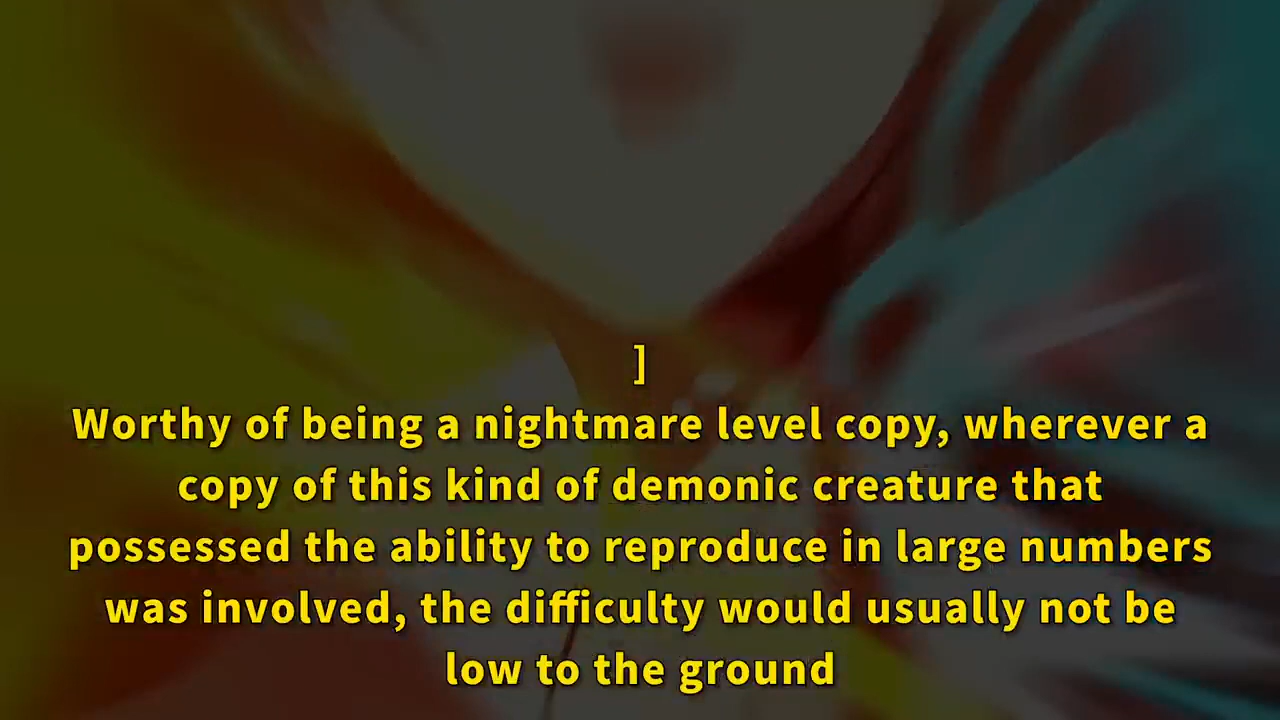 ]
Worthy of being a nightmare level copy, wherever a
copy of this kind of demonic creature that
possessed the ability to reproduce in large numbers
was involved, the difficulty would usually not be
low to the ground